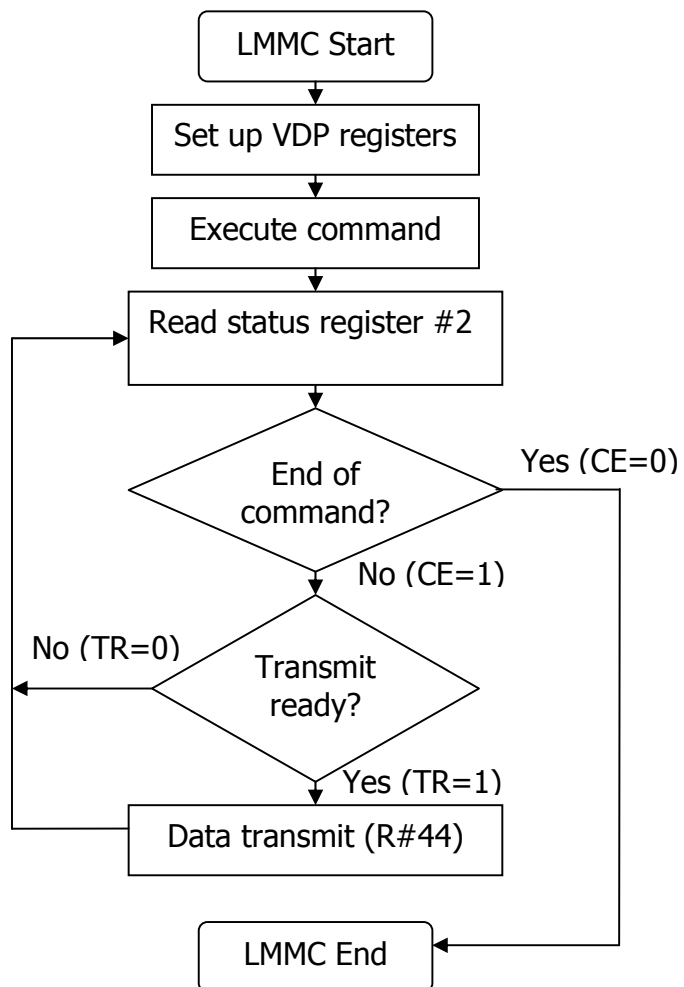 LMMC Start
Set up VDP registers
Execute command
Read status register #2
End of
command?
Yes (CE=0)
No (CE=1)
No (TR=0)
Transmit
ready?
Yes (TR=1)
Data transmit (R#44)
LMMC End